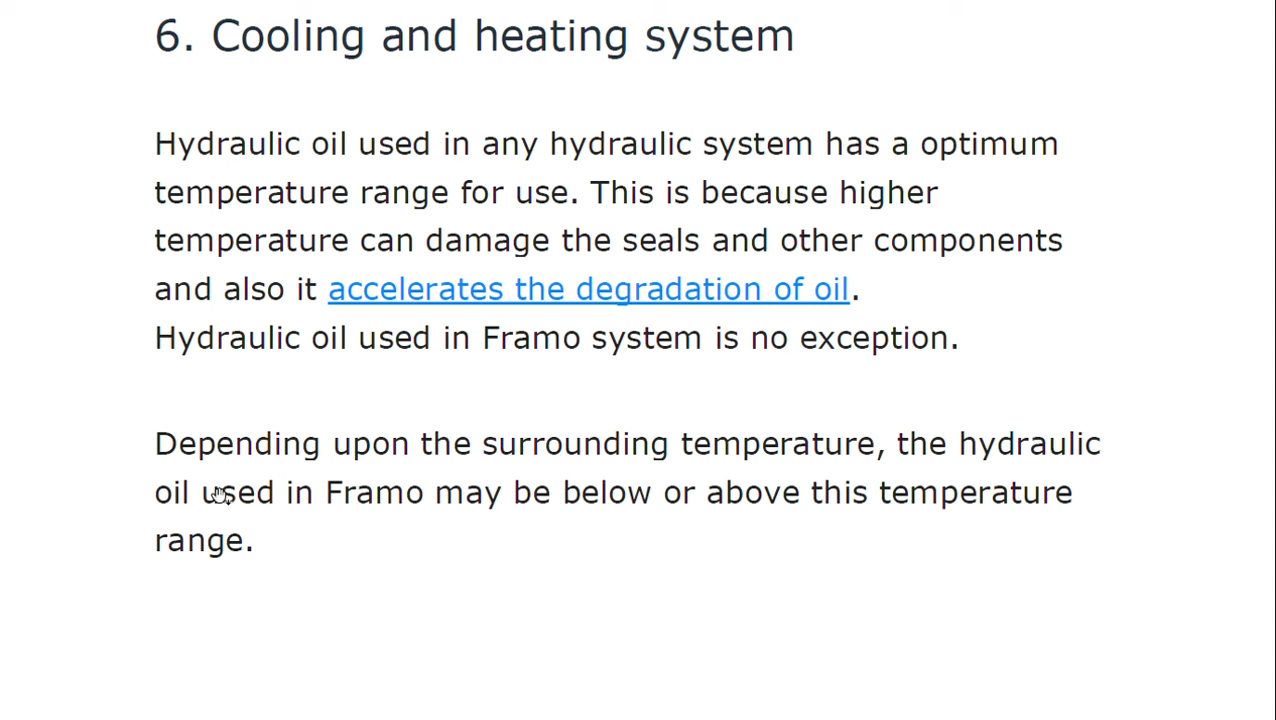 6. Cooling and heating system
Hydraulic oil used in any hydraulic system has a optimum
temperature range for use. This is because higher
temperature can damage the seals and other components
and also it accelerates the degradation of oil.
Hydraulic oil used in Framo system is no exception.
Depending upon the surrounding temperature, the hydraulic
oil used in Framo may be below or above this temperature
range.